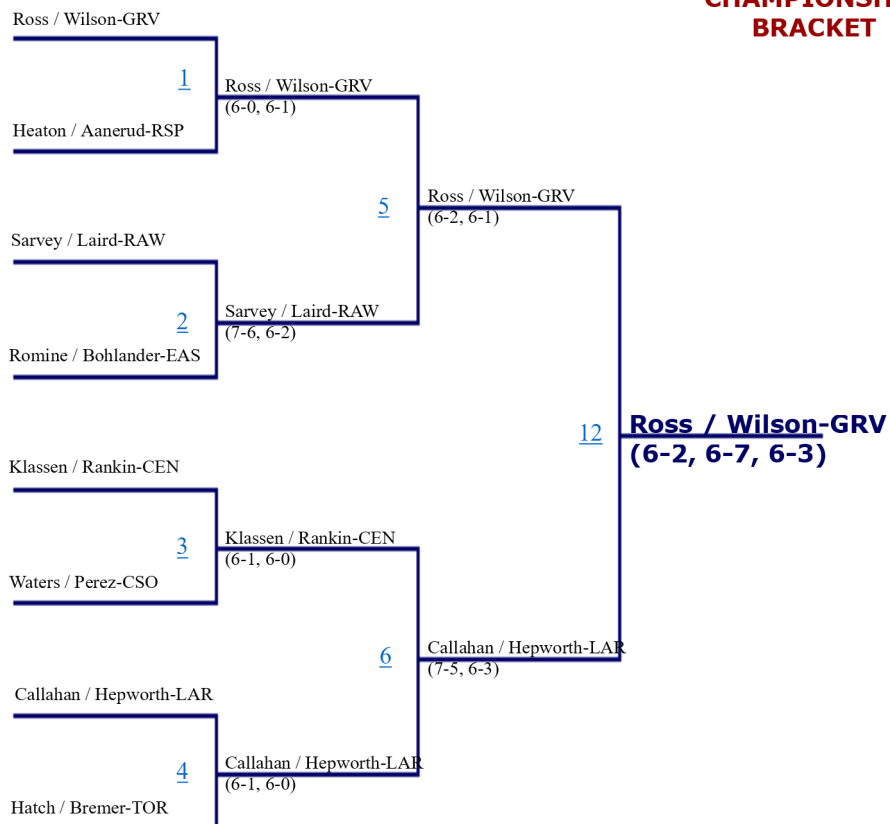 CHAMPIONSH
BRACKET
Ross / Wilson-GRV
1
Ross / Wilson-GRV
(6-0, 6-1)
Heaton / Aanerud-RSP
5
Ross / Wilson-GRV
(6-2, 6-1)
Sarvey / Laird-RAW
2
Sarvey / Laird-RAW
(7-6, 6-2)
Romine / Bohlander-EAS
12
Ross / Wilson-GRV
(6-2, 6-7, 6-3)
Klassen / Rankin-CEN
3
Klassen / Rankin-CEN
(6-1, 6-0)
Waters / Perez-CSO
6
Callahan / Hepworth-LAR
(7-5, 6-3)
Callahan / Hepworth-LAR
4
Callahan / Hepworth-LAR
(6-1, 6-0)
Hatch / Bremer-TOR